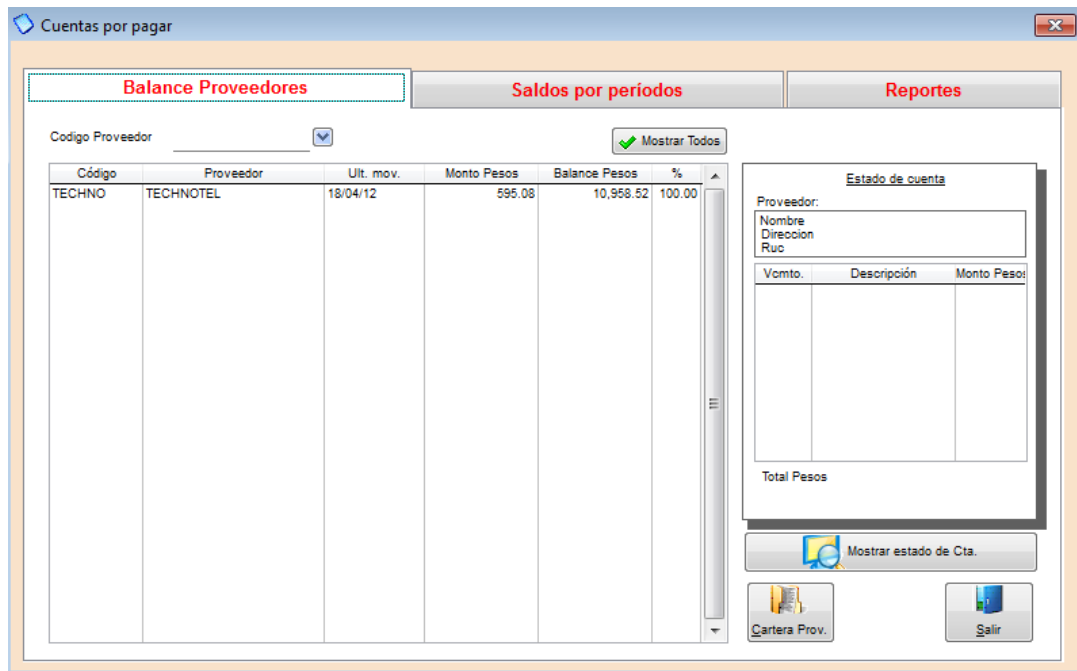 Cuentas por pagar
Balance Proveedores
Saldos por períodos
Reportes
Codigo Proveedor
Mostrar Todos
Código Proveedor Ult. mov. Monto Pesos Balance Pesos %
TECHNO TECHNOTEL 18/04/12 595.08 10,958.52 100.00
Estado de cuenta
Proveedor:
Nombre
Direccion
Ruc
Vcmto. Descripción Monto Pesos
Total Pesos
Mostrar estado de Cta.
Cartera Prov.
Salir